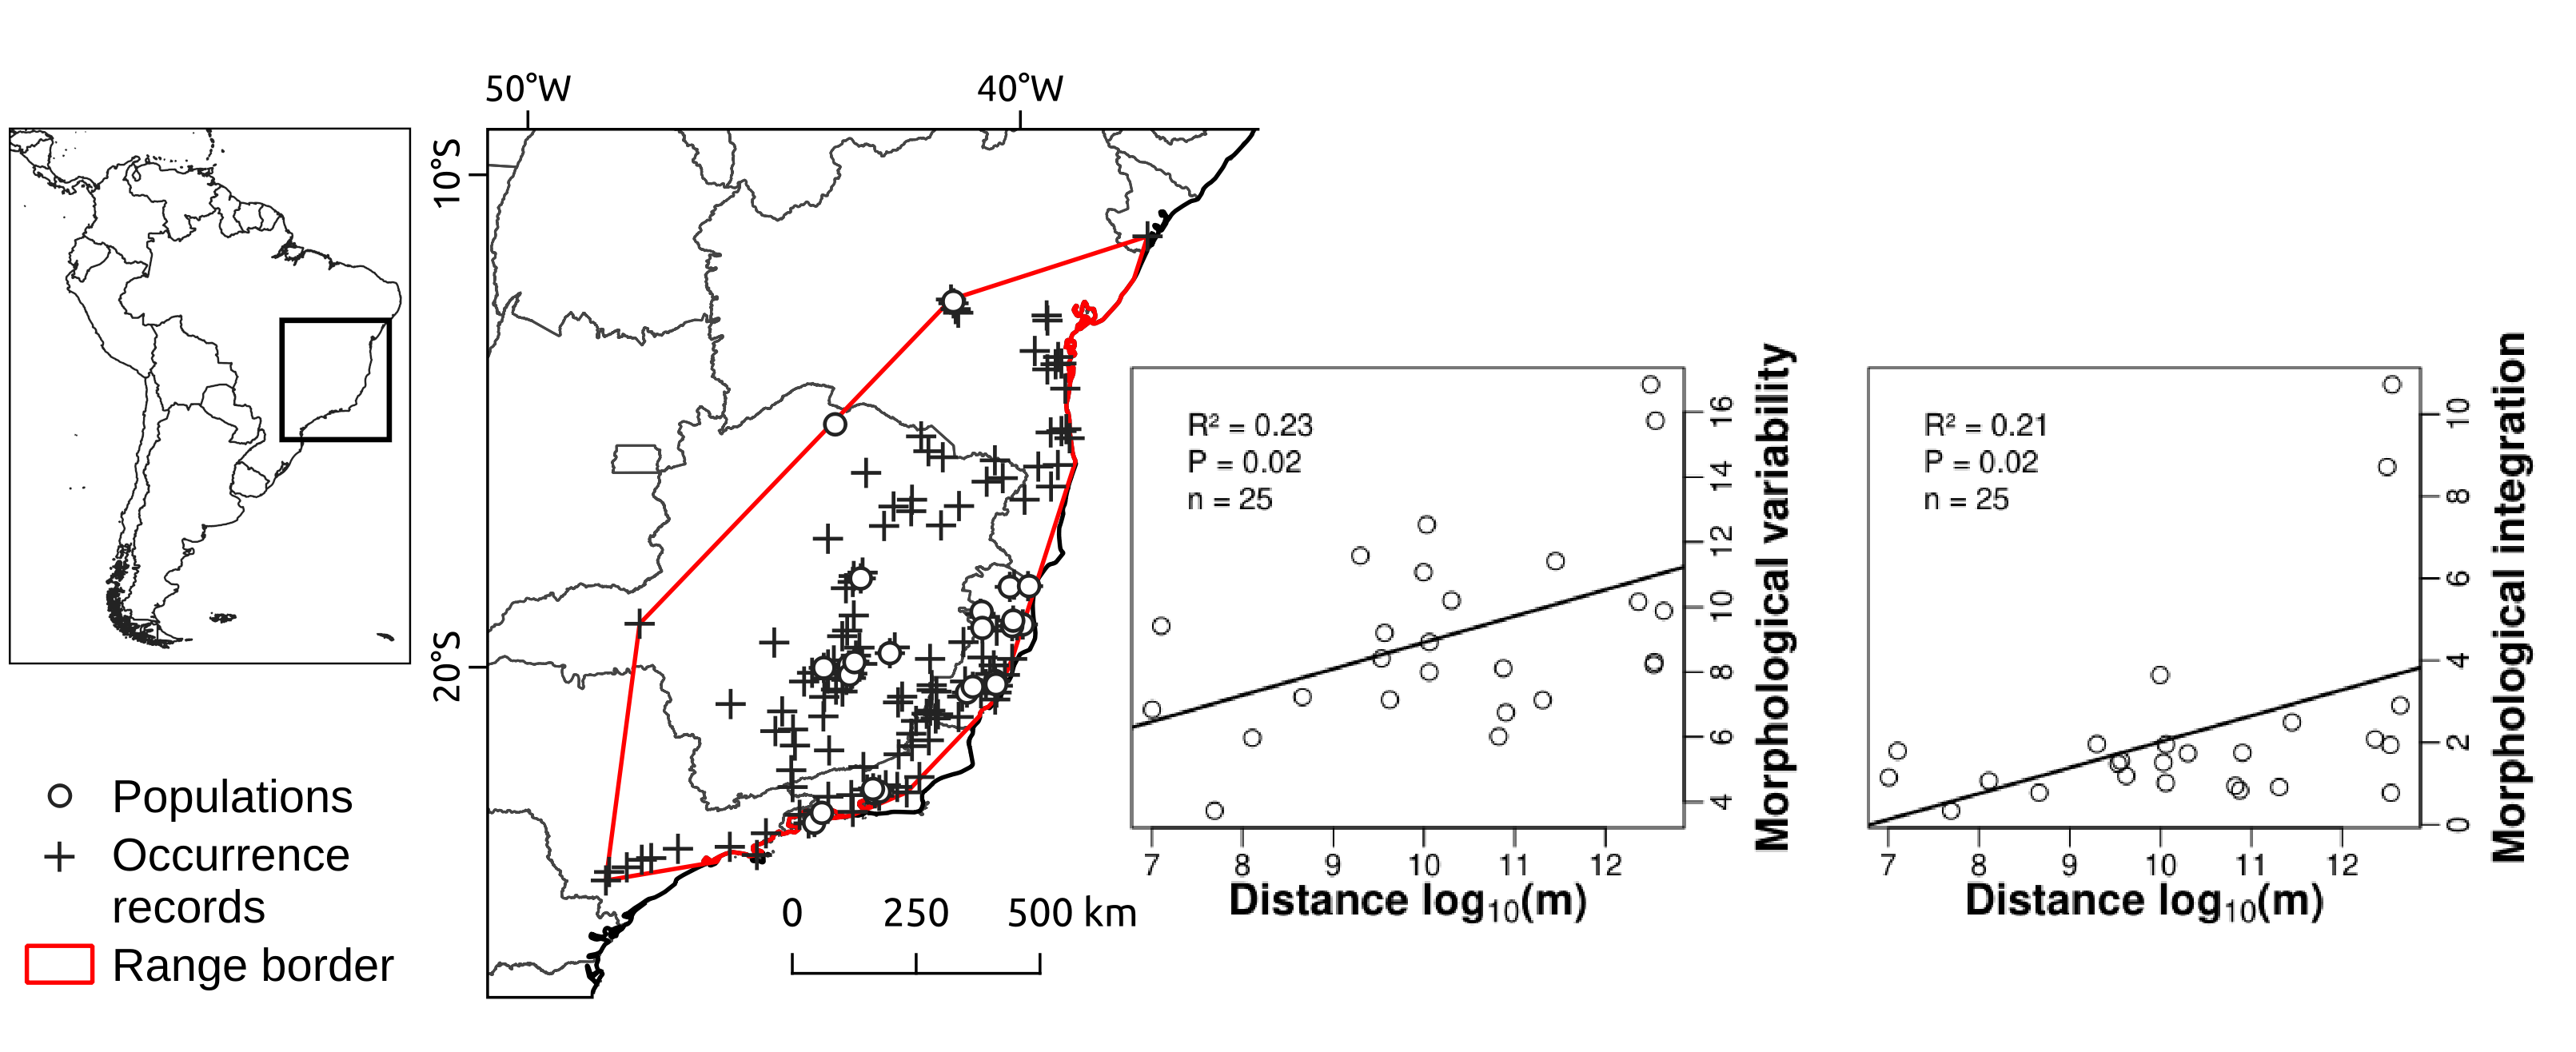 50°W
40°W
10°S
20°S
Populations
Occurrence
records
Range border
0 250 500 km
R² = 0.23
P = 0.02
n = 25
4 6 8 10 12 14 16
Morphological variability
7 8 9 10 11 12
Distance log₁₀(m)
R² = 0.21
P = 0.02
n = 25
0 2 4 6 8 10
Morphological integration
7 8 9 10 11 12
Distance log₁₀(m)